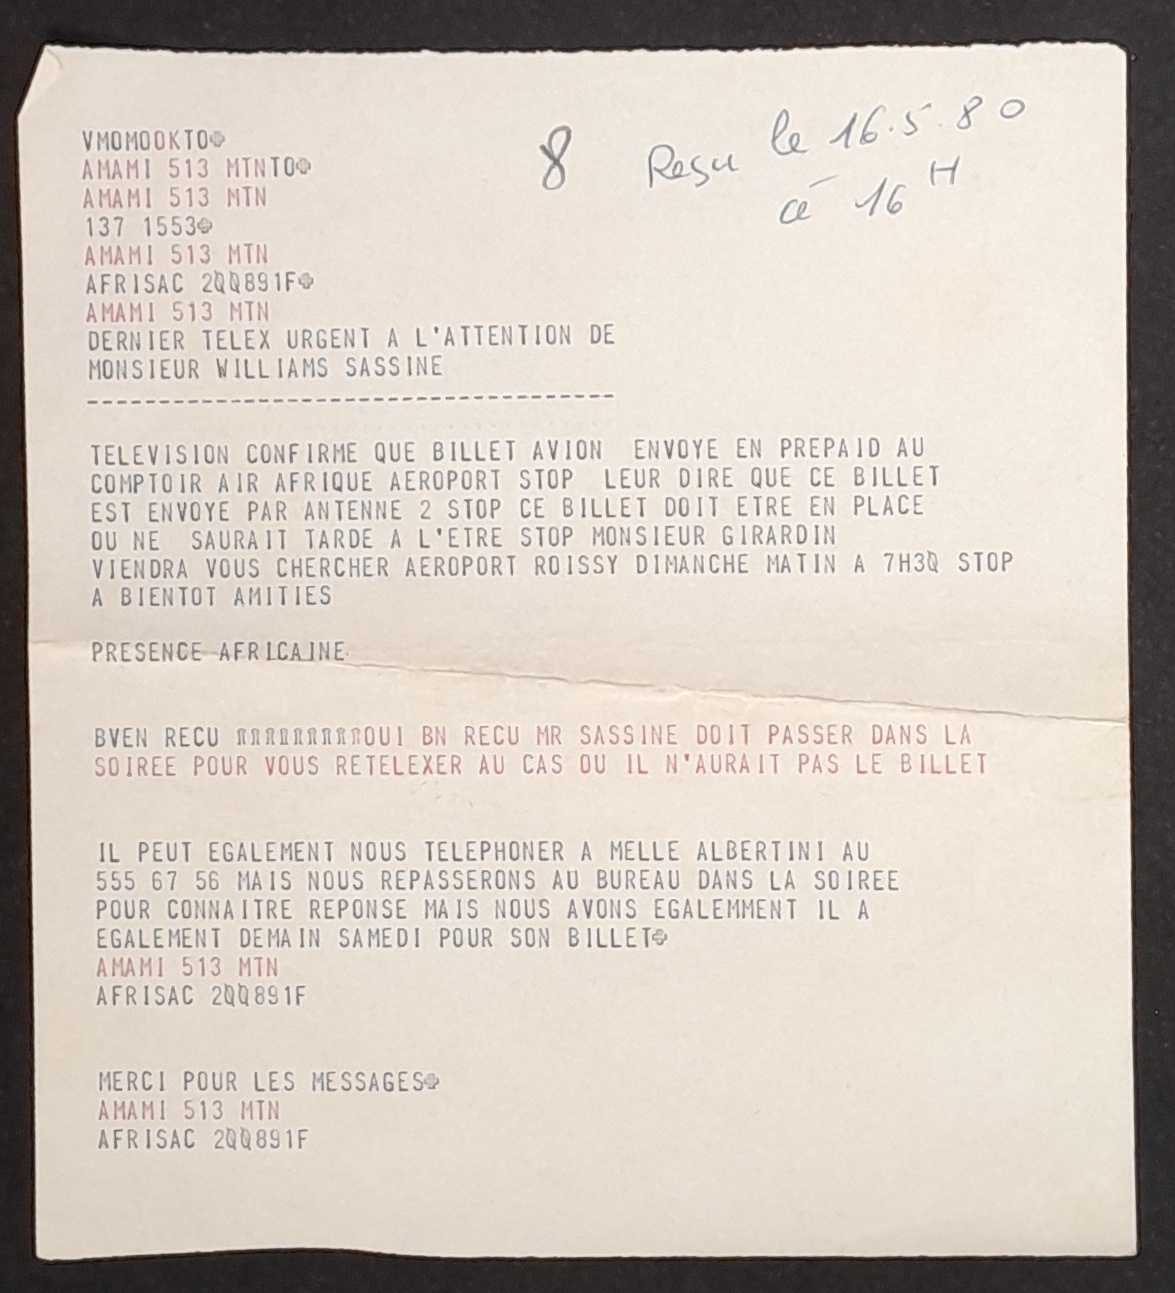 8 Reçu le 16.5.80
à 16 H
VMOMOOKTO✠
AMAMI 513 MTNTO✠
AMAMI 513 MTN
137 1553✠
AMAMI 513 MTN
AFRISAC 200891F✠
AMAMI 513 MTN
DERNIER TELEX URGENT A L'ATTENTION DE
MONSIEUR WILLIAMS SASSINE
-------------------------------------
TELEVISION CONFIRME QUE BILLET AVION  ENVOYE EN PREPAID AU
COMPTOIR AIR AFRIQUE AEROPORT STOP  LEUR DIRE QUE CE BILLET
EST ENVOYE PAR ANTENNE 2 STOP CE BILLET DOIT ETRE EN PLACE
OU NE  SAURAIT TARDE A L'ETRE STOP MONSIEUR GIRARDIN
VIENDRA VOUS CHERCHER AEROPORT ROISSY DIMANCHE MATIN A 7H30 STOP
A BIENTOT AMITIES
PRESENCE AFRICAINE
BVEN RECU OUI BN RECU MR SASSINE DOIT PASSER DANS LA
SOIREE POUR VOUS RETELEXER AU CAS OU IL N'AURAIT PAS LE BILLET
IL PEUT EGALEMENT NOUS TELEPHONER A MELLE ALBERTINI AU
555 67 56 MAIS NOUS REPASSERONS AU BUREAU DANS LA SOIREE
POUR CONNAITRE REPONSE MAIS NOUS AVONS EGALEMMENT IL A
EGALEMENT DEMAIN SAMEDI POUR SON BILLET✠
AMAMI 513 MTN
AFRISAC 200891F
MERCI POUR LES MESSAGES✠
AMAMI 513 MTN
AFRISAC 200891F